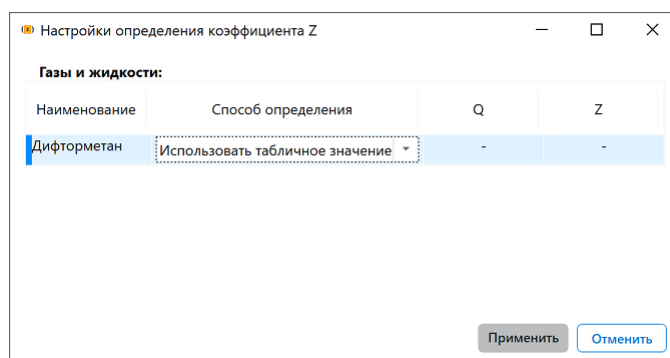 Настройки определения коэффициента Z
Газы и жидкости:
Наименование Способ определения Q Z
Дифторметан Использовать табличное значение - -
Применить Отменить